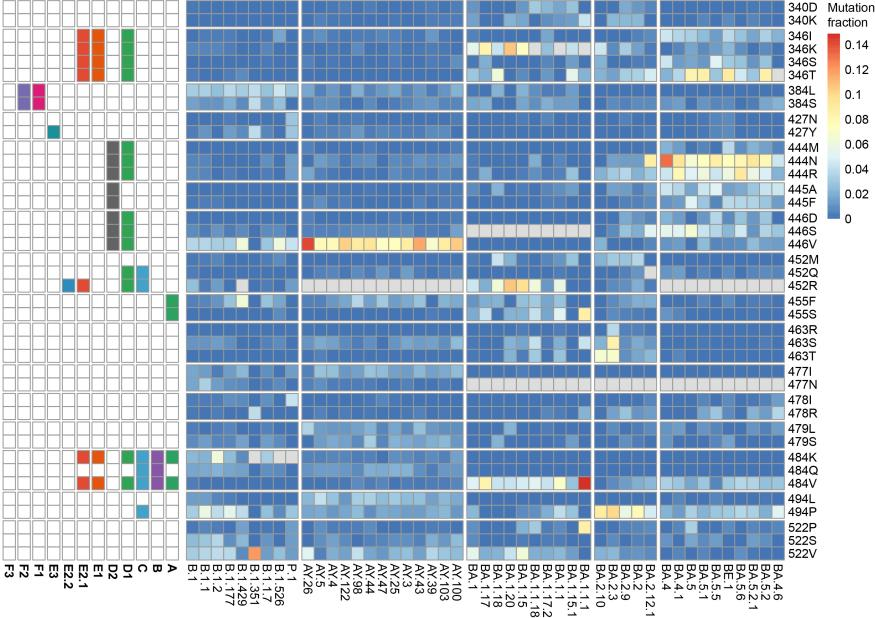 Mutation
fraction
0.14
0.12
0.1
0.08
0.06
0.04
0.02
0
340D
340K
346I
346K
346S
346T
384L
384S
427N
427Y
444M
444N
444R
445A
445F
446D
446S
446V
452M
452Q
452R
455F
455S
463R
463S
463T
477I
477N
478I
478R
479L
479S
484K
484Q
484V
494L
494P
522P
522S
522V
F3
F2
F1
E3
E2.2
E2.1
E1
D2
D1
C
B
A
B.1
B.1.1
B.1.2
B.1.177
B.1.429
B.1.351
B.1.1.7
B.1.526
P.1
AY.26
AY.5
AY.4
AY.122
AY.98
AY.44
AY.47
AY.25
AY.3
AY.43
AY.39
AY.103
AY.100
BA.1
BA.1.17
BA.1.18
BA.1.20
BA.1.15
BA.1.1.18
BA.1.17.2
BA.1.1
BA.1.15.1
BA.1.1.1
BA.2.10
BA.2.3
BA.2.9
BA.2
BA.2.12.1
BA.4
BA.4.1
BA.5
BA.5.1
BA.5.5
BE.1
BA.5.6
BA.5.2.1
BA.5.2
BA.4.6